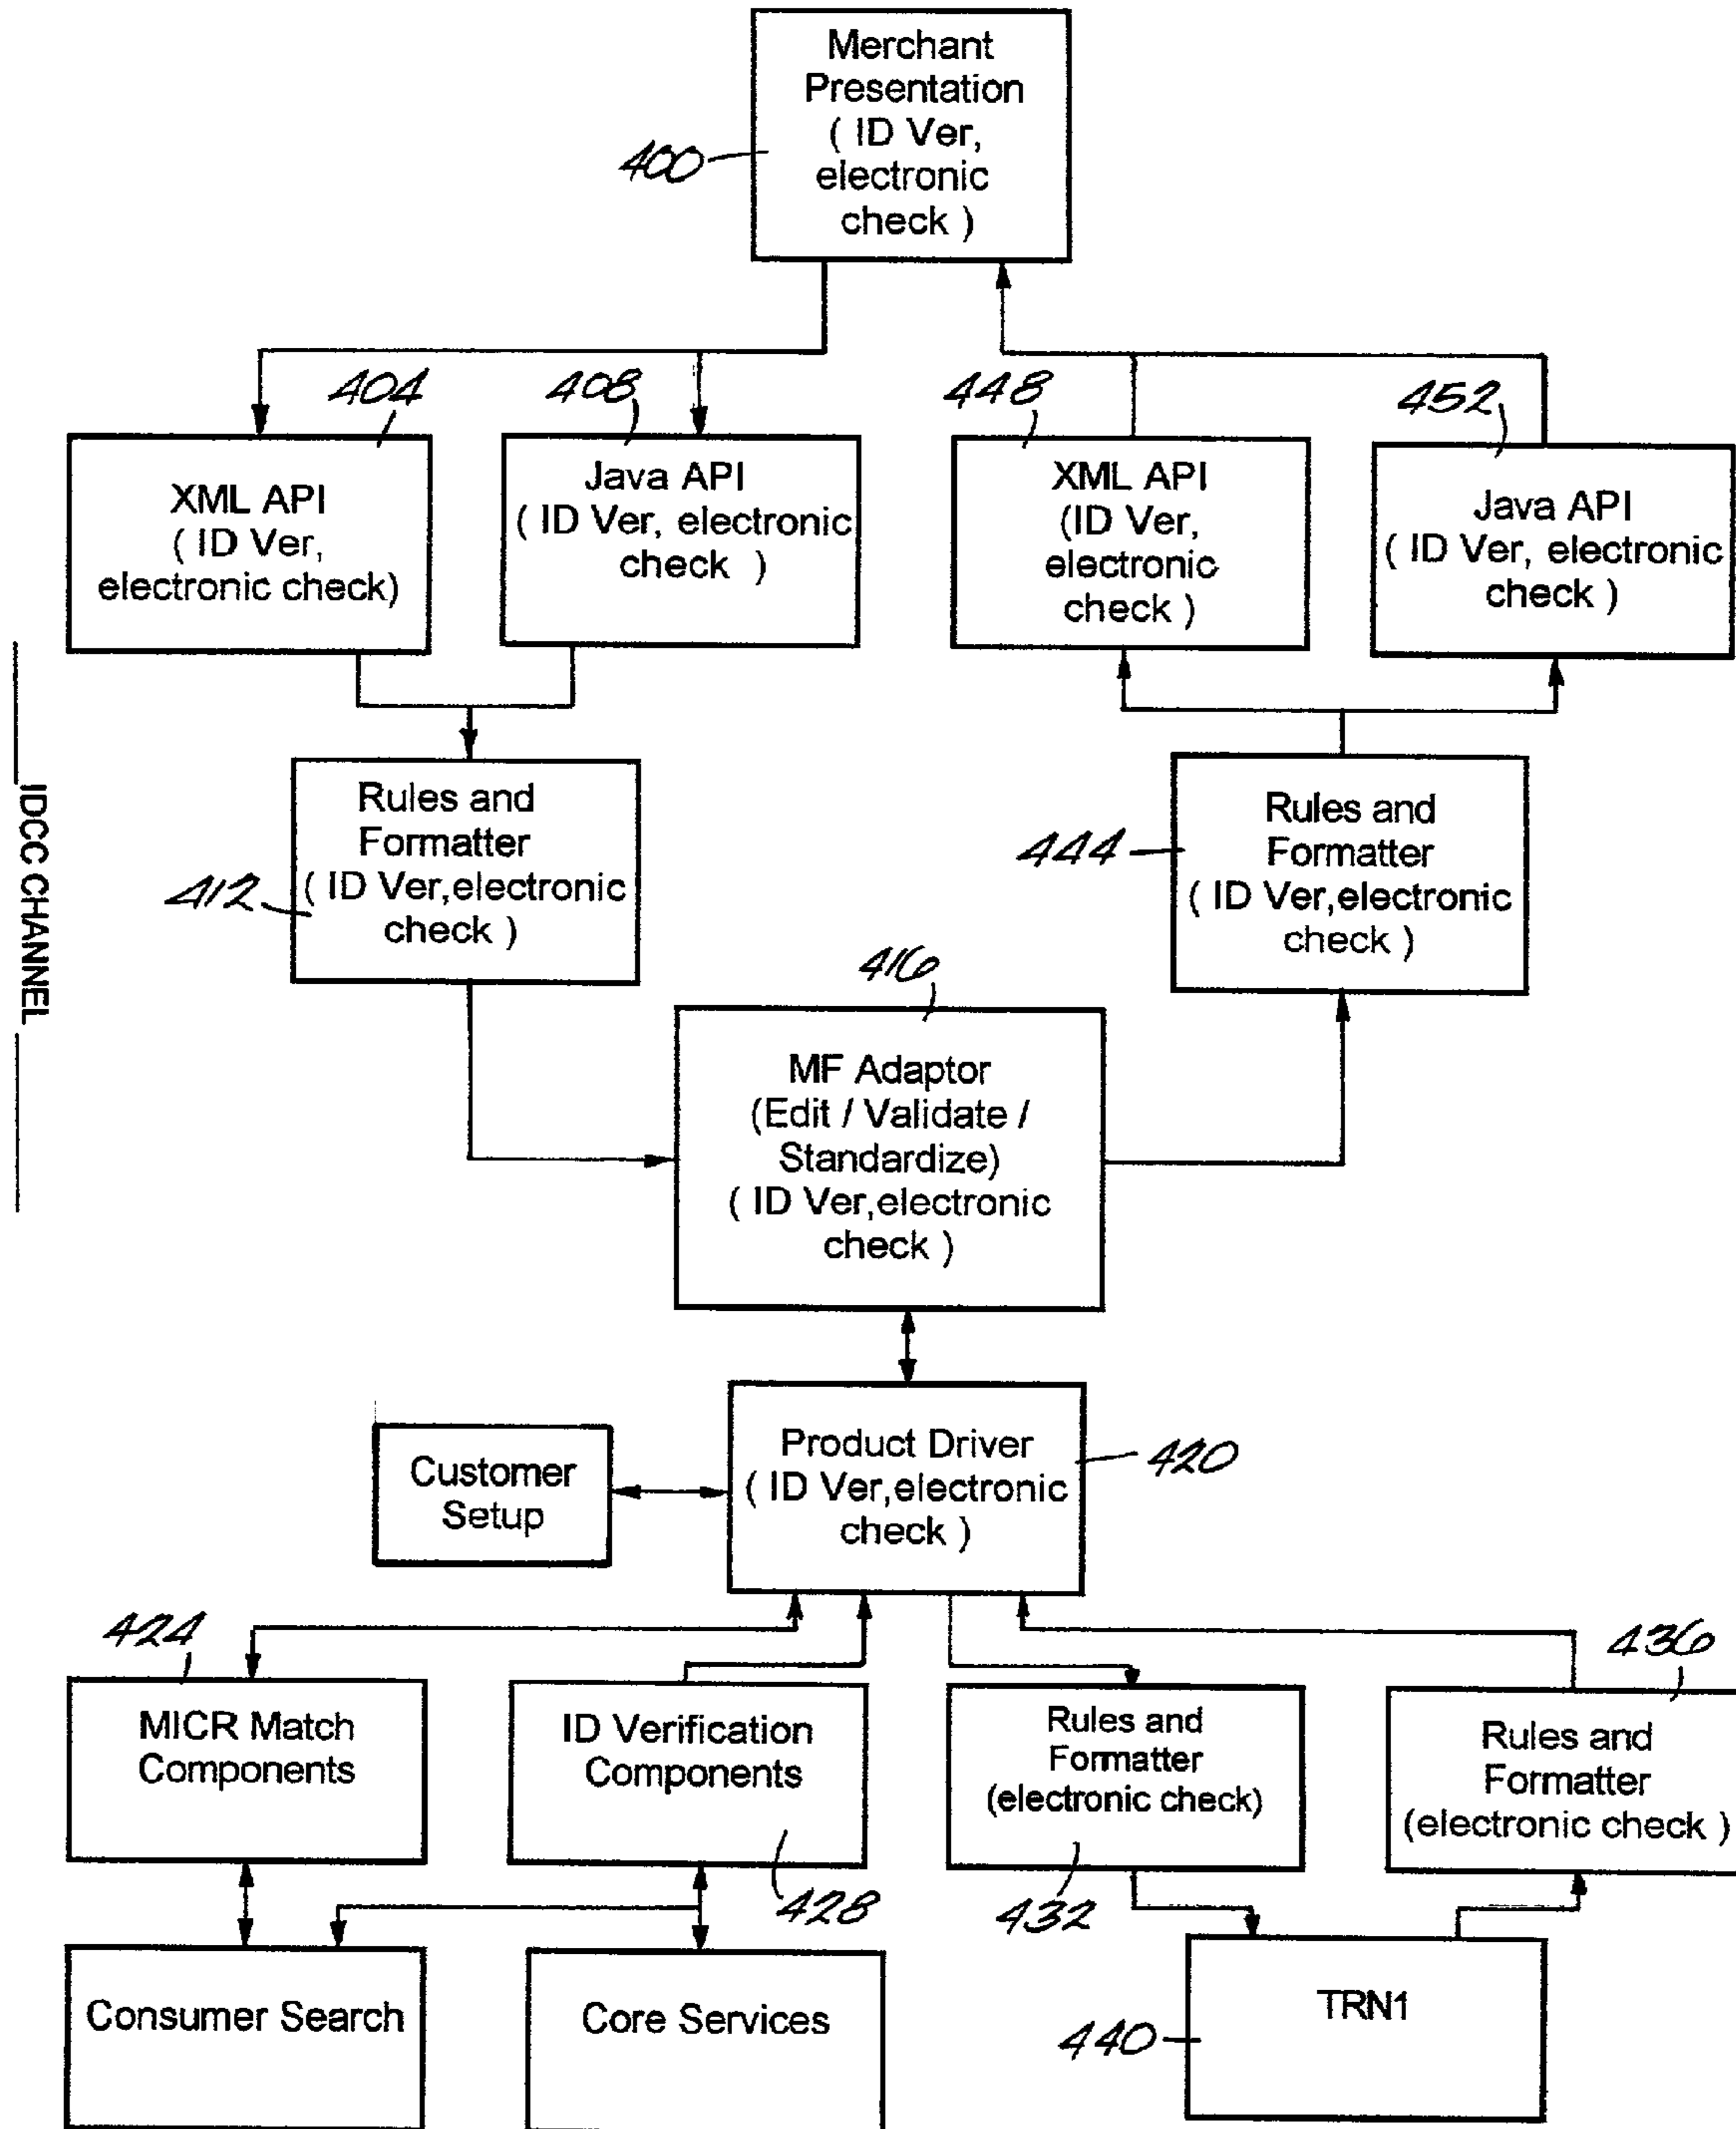 Merchant
Presentation
( ID Ver,
electronic
check )
400
404
408
448
452
XML API
( ID Ver,
electronic check)
Java API
( ID Ver, electronic
check )
XML API
(ID Ver,
electronic
check )
Java API
( ID Ver, electronic
check )
IDCC CHANNEL
Rules and
Formatter
( ID Ver,electronic
check )
412
Rules and
Formatter
( ID Ver,electronic
check )
444
416
MF Adaptor
(Edit / Validate /
Standardize)
( ID Ver,electronic
check )
Customer
Setup
Product Driver
( ID Ver,electronic
check )
420
424
MICR Match
Components
ID Verification
Components
428
Rules and
Formatter
(electronic check)
432
436
Rules and
Formatter
(electronic check )
Consumer Search
Core Services
TRN1
440